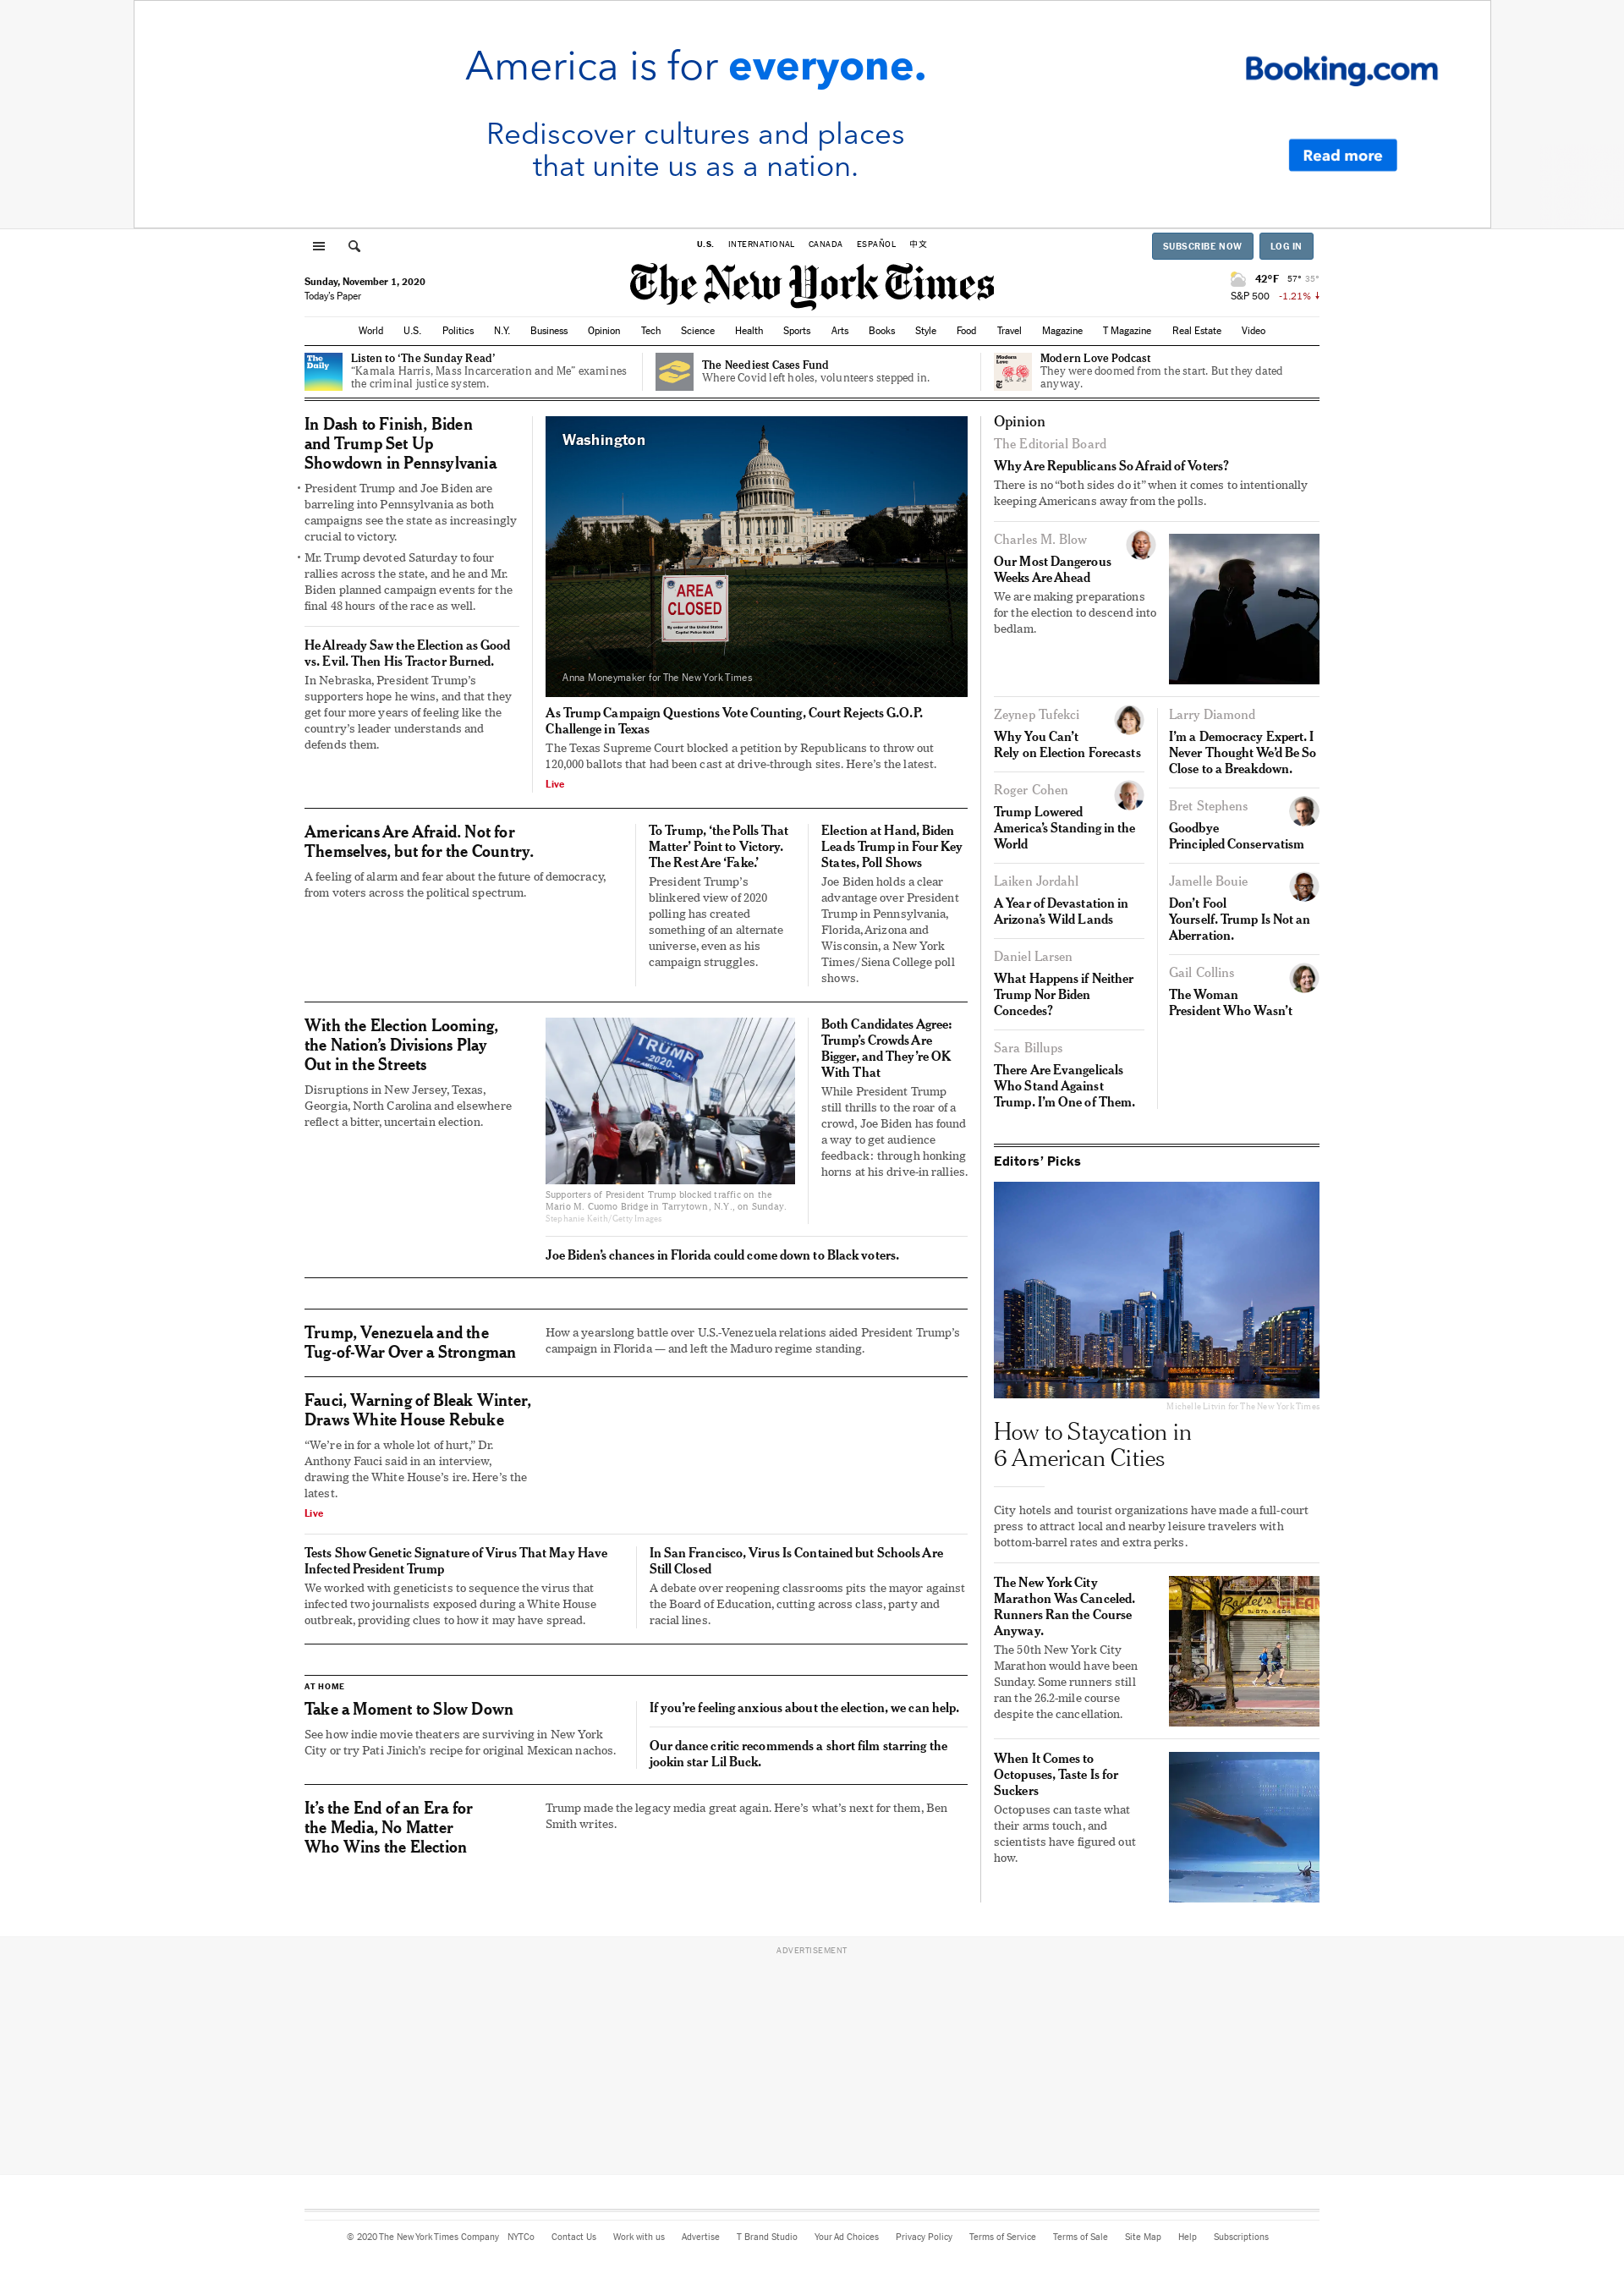 America is for everyone.
Booking.com
Rediscover cultures and places
that unite us as a nation.
Read more
U.S. INTERNATIONAL CANADA ESPAÑOL 中文
SUBSCRIBE NOW LOG IN
Sunday, November 1, 2020
Today's Paper
The New York Times
42°F 57° 35°
S&P 500 -1.21% ↓
World U.S. Politics N.Y. Business Opinion Tech Science Health Sports Arts Books Style Food Travel Magazine T Magazine Real Estate Video
The
Daily
Listen to ‘The Sunday Read’
“Kamala Harris, Mass Incarceration and Me” examines
the criminal justice system.
The Neediest Cases Fund
Where Covid left holes, volunteers stepped in.
Modern
Love
Modern Love Podcast
They were doomed from the start. But they dated
anyway.
In Dash to Finish, Biden
and Trump Set Up
Showdown in Pennsylvania
• President Trump and Joe Biden are
barreling into Pennsylvania as both
campaigns see the state as increasingly
crucial to victory.
• Mr. Trump devoted Saturday to four
rallies across the state, and he and Mr.
Biden planned campaign events for the
final 48 hours of the race as well.
He Already Saw the Election as Good
vs. Evil. Then His Tractor Burned.
In Nebraska, President Trump’s
supporters hope he wins, and that they
get four more years of feeling like the
country’s leader understands and
defends them.
Washington
AREA
CLOSED
By order of the United States
Capitol Police Board
Anna Moneymaker for The New York Times
As Trump Campaign Questions Vote Counting, Court Rejects G.O.P.
Challenge in Texas
The Texas Supreme Court blocked a petition by Republicans to throw out
120,000 ballots that had been cast at drive-through sites. Here’s the latest.
Live
Americans Are Afraid. Not for
Themselves, but for the Country.
A feeling of alarm and fear about the future of democracy,
from voters across the political spectrum.
To Trump, ‘the Polls That
Matter’ Point to Victory.
The Rest Are ‘Fake.’
President Trump’s
blinkered view of 2020
polling has created
something of an alternate
universe, even as his
campaign struggles.
Election at Hand, Biden
Leads Trump in Four Key
States, Poll Shows
Joe Biden holds a clear
advantage over President
Trump in Pennsylvania,
Florida, Arizona and
Wisconsin, a New York
Times/Siena College poll
shows.
With the Election Looming,
the Nation’s Divisions Play
Out in the Streets
Disruptions in New Jersey, Texas,
Georgia, North Carolina and elsewhere
reflect a bitter, uncertain election.
TRUMP
2020
Supporters of President Trump blocked traffic on the
Mario M. Cuomo Bridge in Tarrytown, N.Y., on Sunday.
Stephanie Keith/Getty Images
Both Candidates Agree:
Trump’s Crowds Are
Bigger, and They’re OK
With That
While President Trump
still thrills to the roar of a
crowd, Joe Biden has found
a way to get audience
feedback: through honking
horns at his drive-in rallies.
Joe Biden’s chances in Florida could come down to Black voters.
Trump, Venezuela and the
Tug-of-War Over a Strongman
How a yearslong battle over U.S.-Venezuela relations aided President Trump’s
campaign in Florida — and left the Maduro regime standing.
Fauci, Warning of Bleak Winter,
Draws White House Rebuke
“We’re in for a whole lot of hurt,” Dr.
Anthony Fauci said in an interview,
drawing the White House’s ire. Here’s the
latest.
Live
Tests Show Genetic Signature of Virus That May Have
Infected President Trump
We worked with geneticists to sequence the virus that
infected two journalists exposed during a White House
outbreak, providing clues to how it may have spread.
In San Francisco, Virus Is Contained but Schools Are
Still Closed
A debate over reopening classrooms pits the mayor against
the Board of Education, cutting across class, party and
racial lines.
AT HOME
Take a Moment to Slow Down
See how indie movie theaters are surviving in New York
City or try Pati Jinich’s recipe for original Mexican nachos.
If you’re feeling anxious about the election, we can help.
Our dance critic recommends a short film starring the
jookin star Lil Buck.
It’s the End of an Era for
the Media, No Matter
Who Wins the Election
Trump made the legacy media great again. Here’s what’s next for them, Ben
Smith writes.
Opinion
The Editorial Board
Why Are Republicans So Afraid of Voters?
There is no “both sides do it” when it comes to intentionally
keeping Americans away from the polls.
Charles M. Blow
Our Most Dangerous
Weeks Are Ahead
We are making preparations
for the election to descend into
bedlam.
Zeynep Tufekci
Why You Can’t
Rely on Election Forecasts
Roger Cohen
Trump Lowered
America’s Standing in the
World
Laiken Jordahl
A Year of Devastation in
Arizona’s Wild Lands
Daniel Larsen
What Happens if Neither
Trump Nor Biden
Concedes?
Sara Billups
There Are Evangelicals
Who Stand Against
Trump. I’m One of Them.
Larry Diamond
I’m a Democracy Expert. I
Never Thought We’d Be So
Close to a Breakdown.
Bret Stephens
Goodbye
Principled Conservatism
Jamelle Bouie
Don’t Fool
Yourself. Trump Is Not an
Aberration.
Gail Collins
The Woman
President Who Wasn’t
Editors’ Picks
Michelle Litvin for The New York Times
How to Staycation in
6 American Cities
City hotels and tourist organizations have made a full-court
press to attract local and nearby leisure travelers with
bottom-barrel rates and extra perks.
The New York City
Marathon Was Canceled.
Runners Ran the Course
Anyway.
The 50th New York City
Marathon would have been
Sunday. Some runners still
ran the 26.2-mile course
despite the cancellation.
When It Comes to
Octopuses, Taste Is for
Suckers
Octopuses can taste what
their arms touch, and
scientists have figured out
how.
ADVERTISEMENT
© 2020 The New York Times Company NYTCo Contact Us Work with us Advertise T Brand Studio Your Ad Choices Privacy Policy Terms of Service Terms of Sale Site Map Help Subscriptions